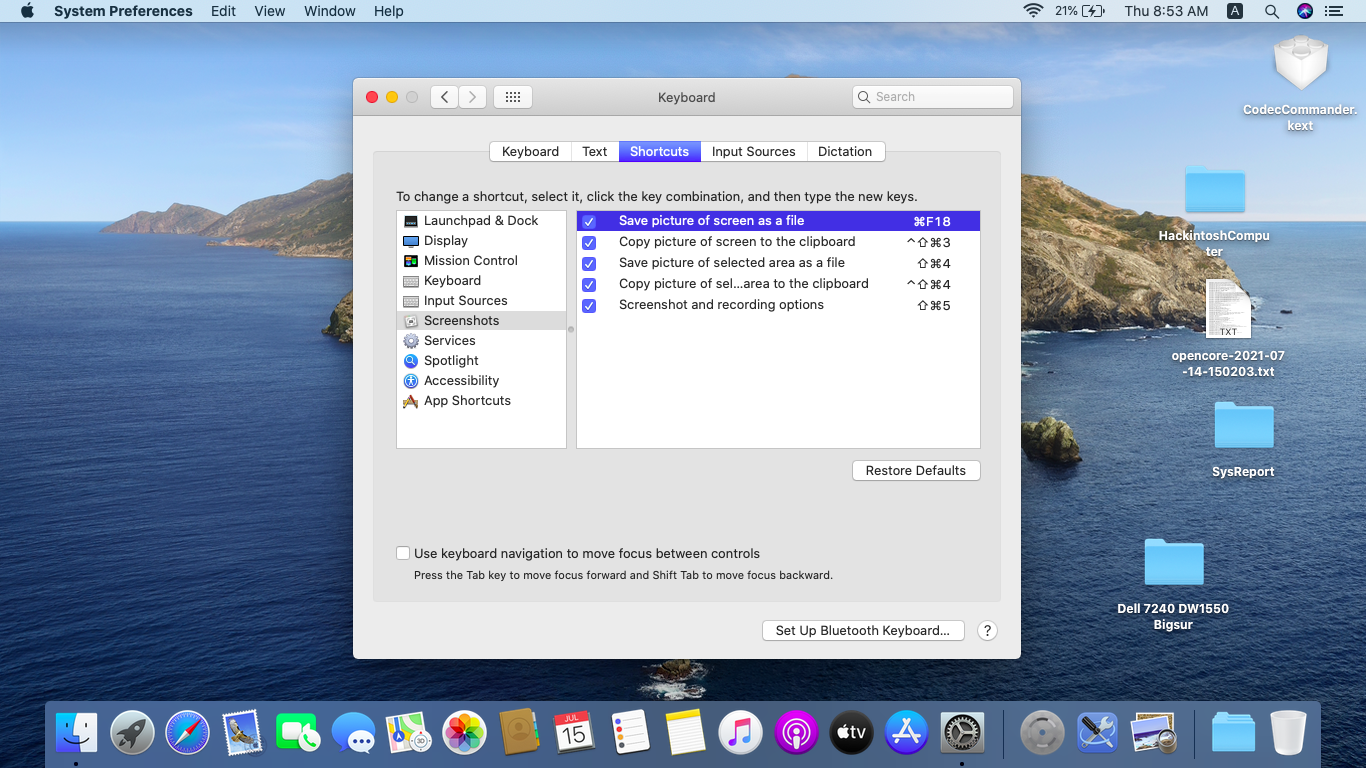 System Preferences Edit View Window Help 21% Thu 8:53 AM A
Keyboard
Search
Keyboard Text Shortcuts Input Sources Dictation
To change a shortcut, select it, click the key combination, and then type the new keys.
Launchpad & Dock
Display
Mission Control
Keyboard
Input Sources
Screenshots
Services
Spotlight
Accessibility
App Shortcuts
Save picture of screen as a file ⌘F18
Copy picture of screen to the clipboard ^⇧⌘3
Save picture of selected area as a file ⇧⌘4
Copy picture of sel...area to the clipboard ^⇧⌘4
Screenshot and recording options ⇧⌘5
Restore Defaults
Use keyboard navigation to move focus between controls
Press the Tab key to move focus forward and Shift Tab to move focus backward.
Set Up Bluetooth Keyboard... ?
CodecCommander.
kext
HackintoshCompu
ter
TXT
opencore-2021-07
-14-150203.txt
SysReport
Dell 7240 DW1550
Bigsur
JUL
15
3D
tv